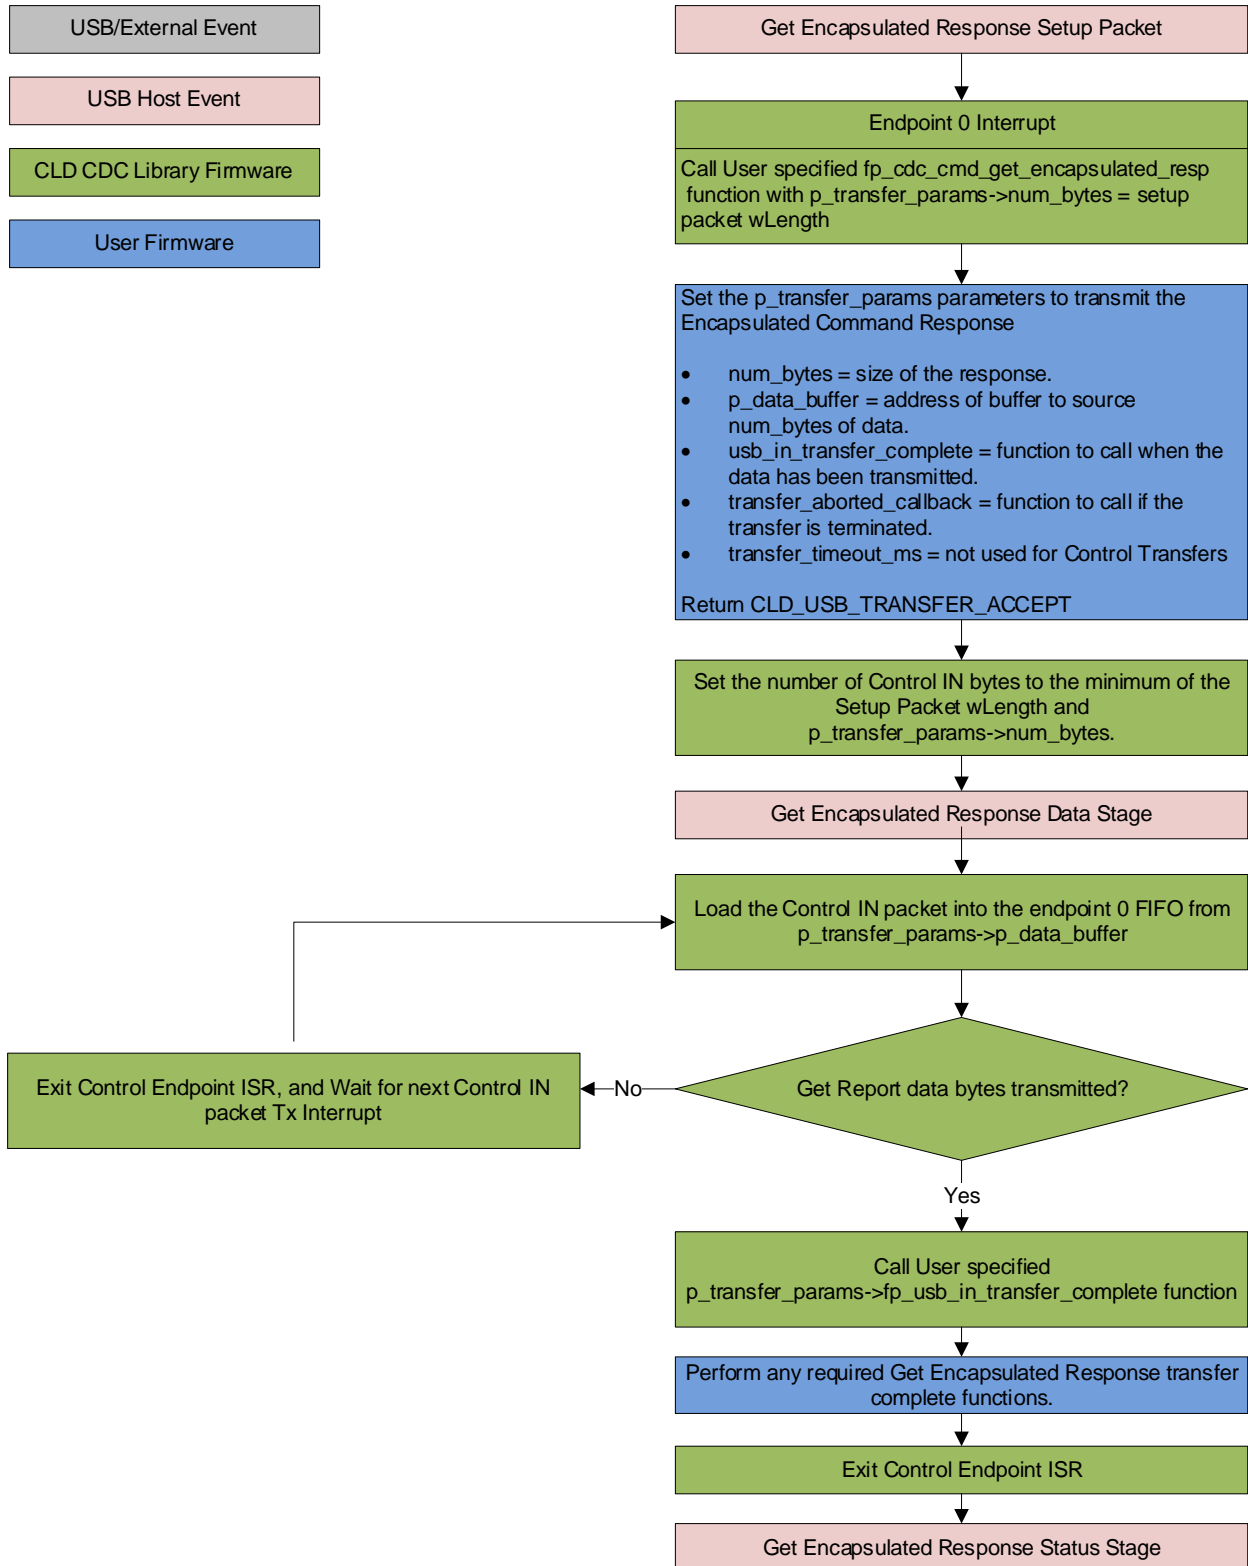 USB/External Event
USB Host Event
CLD CDC Library Firmware
User Firmware
Get Encapsulated Response Setup Packet
Endpoint 0 Interrupt
Call User specified fp_cdc_cmd_get_encapsulated_resp
function with p_transfer_params->num_bytes = setup
packet wLength
Set the p_transfer_params parameters to transmit the
Encapsulated Command Response
• num_bytes = size of the response.
• p_data_buffer = address of buffer to source
num_bytes of data.
• usb_in_transfer_complete = function to call when the
data has been transmitted.
• transfer_aborted_callback = function to call if the
transfer is terminated.
• transfer_timeout_ms = not used for Control Transfers
Return CLD_USB_TRANSFER_ACCEPT
Set the number of Control IN bytes to the minimum of the
Setup Packet wLength and
p_transfer_params->num_bytes.
Get Encapsulated Response Data Stage
Load the Control IN packet into the endpoint 0 FIFO from
p_transfer_params->p_data_buffer
Get Report data bytes transmitted?
No
Exit Control Endpoint ISR, and Wait for next Control IN
packet Tx Interrupt
Yes
Call User specified
p_transfer_params->fp_usb_in_transfer_complete function
Perform any required Get Encapsulated Response transfer
complete functions.
Exit Control Endpoint ISR
Get Encapsulated Response Status Stage